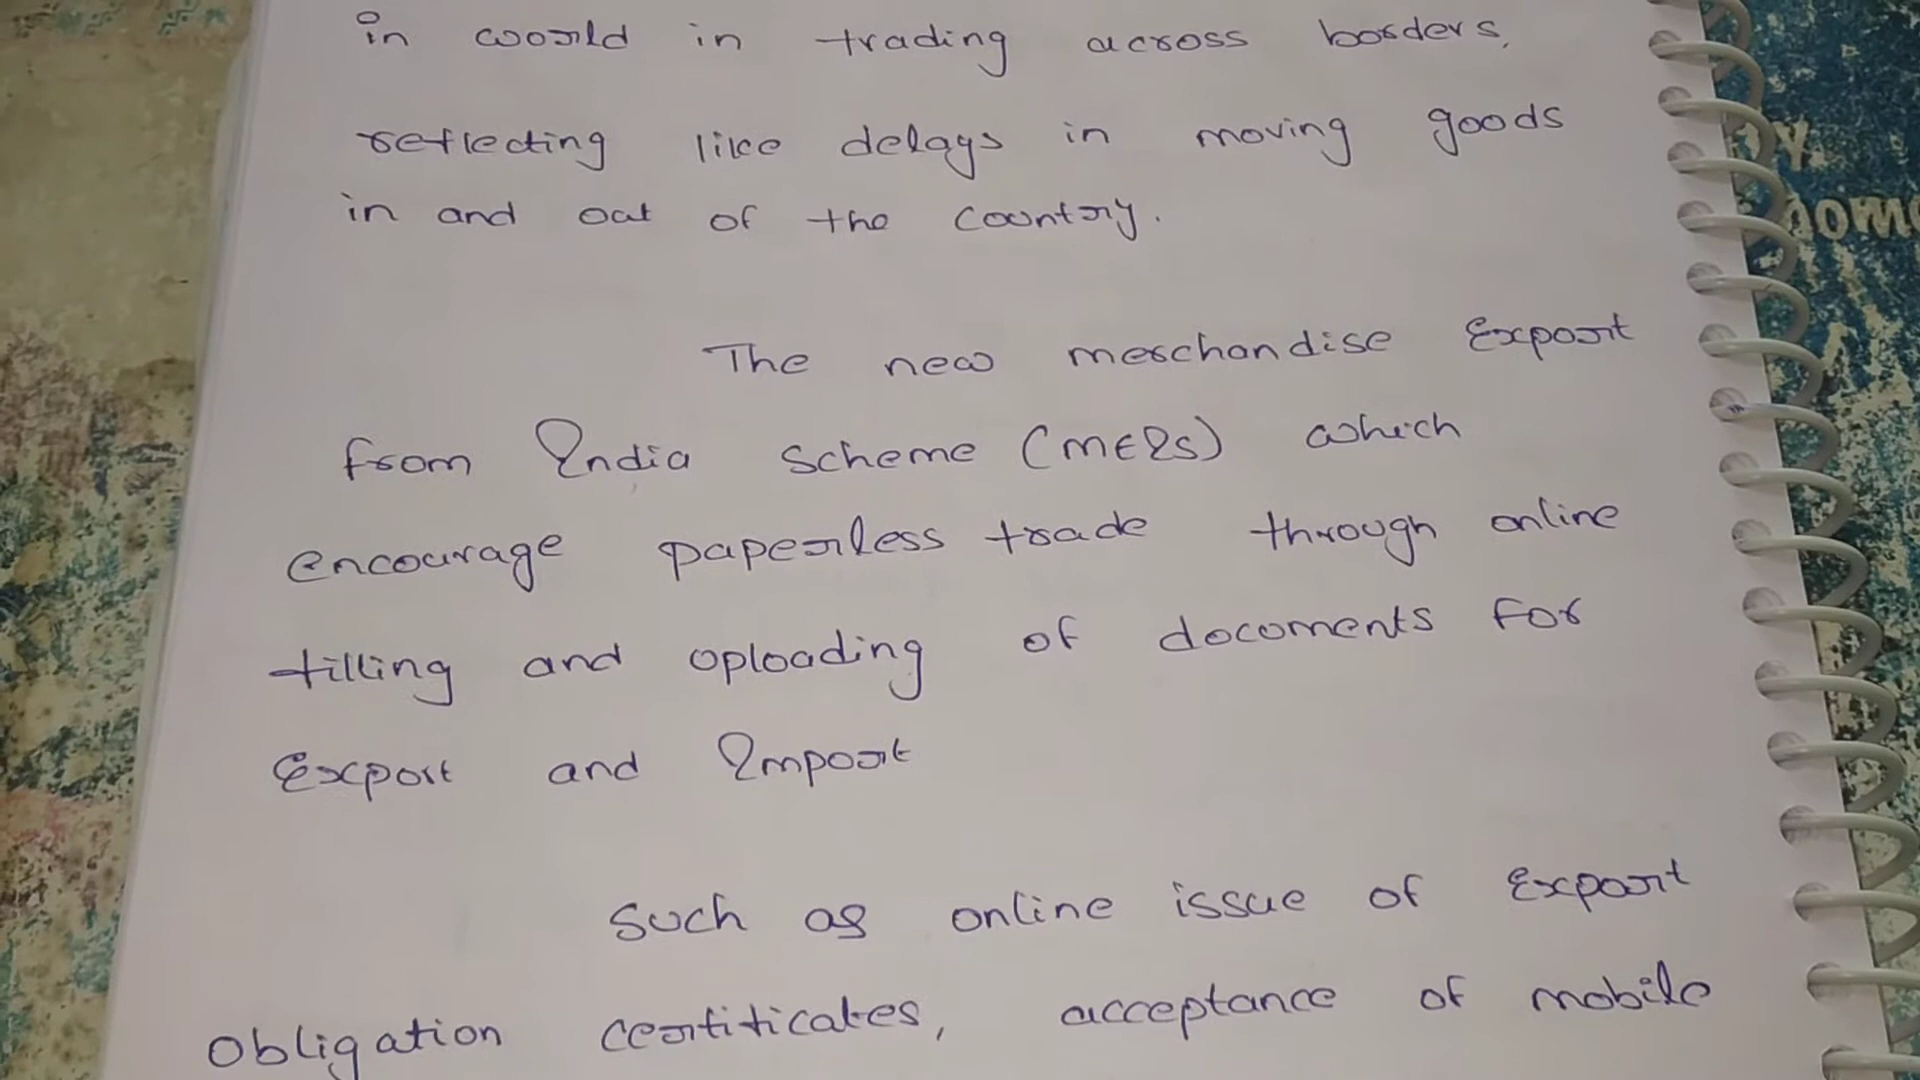 in world in trading across borders,
reflecting like delays in moving goods
in and out of the country.
The new merchandise Export
from India scheme (MEIS) which
encourage paperless trade through online
filling and uploading of documents for
Export and Import
Such as online issue of Export
Obligation certificates, acceptance of mobile